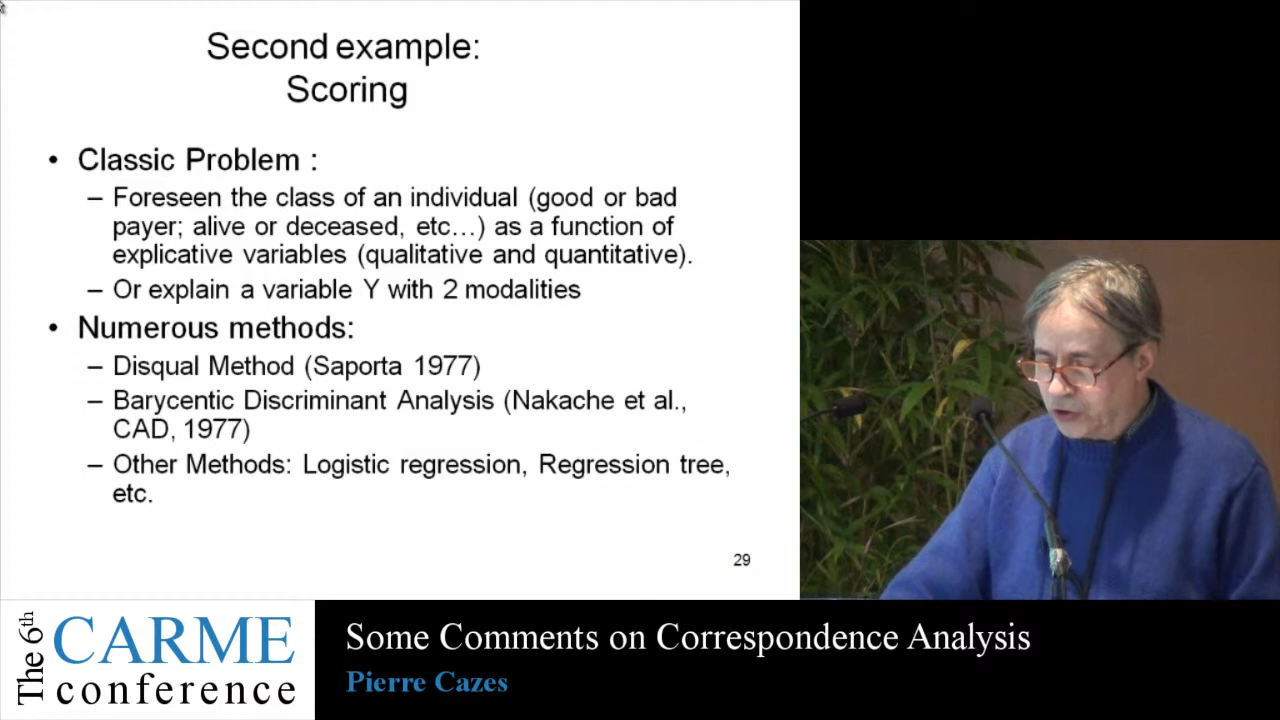 Second example:
Scoring
• Classic Problem :
– Foreseen the class of an individual (good or bad
payer; alive or deceased, etc…) as a function of
explicative variables (qualitative and quantitative).
– Or explain a variable Y with 2 modalities
• Numerous methods:
– Disqual Method (Saporta 1977)
– Barycentic Discriminant Analysis (Nakache et al.,
CAD, 1977)
– Other Methods: Logistic regression, Regression tree,
etc.
29
The 6th
CARME
conference
Some Comments on Correspondence Analysis
Pierre Cazes